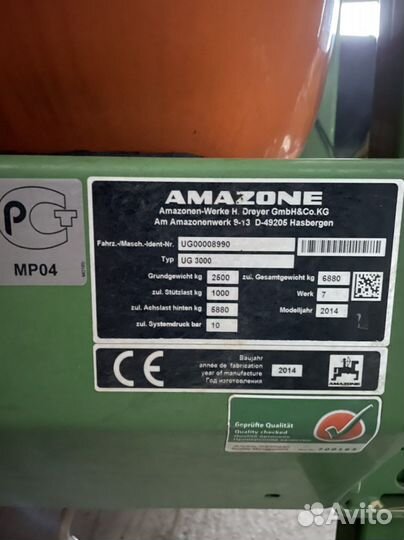 AMAZONE
Amazonen-Werke H. Dreyer GmbH&Co.KG
Am Amazonenwerk 9-13 D-49205 Hasbergen
Fahrz.-/Masch.-Ident-Nr. UG00008990
Typ UG 3000
Grundgewicht kg 2500 zul. Gesamtgewicht kg 6880
zul. Stützlast kg 1000 Werk 7
zul. Achslast hinten kg 5880 Modelljahr 2014
zul. Systemdruck bar 10
PCT
MP04
CE
Baujahr
année de fabrication
year of manufacture
Год изготовления
2014
AMAZONE
Geprüfte Qualität
Quality checked
Avito